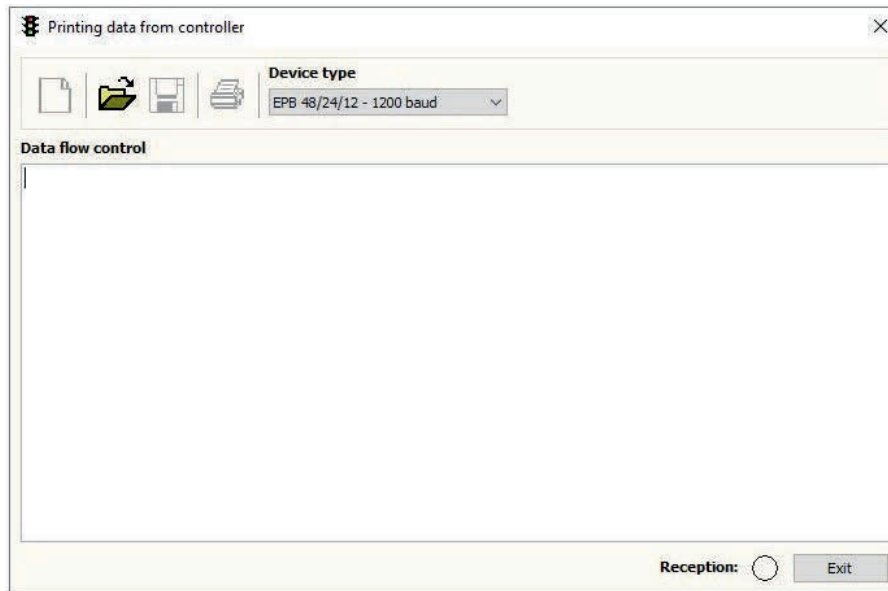 Printing data from controller
Device type
EPB 48/24/12 - 1200 baud
Data flow control
Reception:
Exit